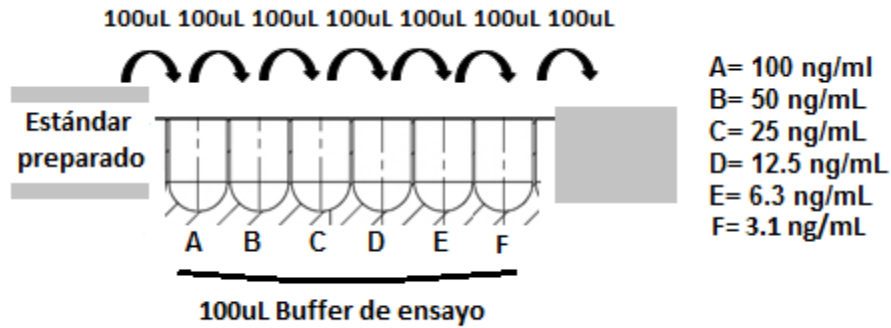 100uL 100uL 100uL 100uL 100uL 100uL 100uL
Estándar
preparado
A B C D E F
100uL Buffer de ensayo
A= 100 ng/ml
B= 50 ng/mL
C= 25 ng/mL
D= 12.5 ng/mL
E= 6.3 ng/mL
F= 3.1 ng/mL